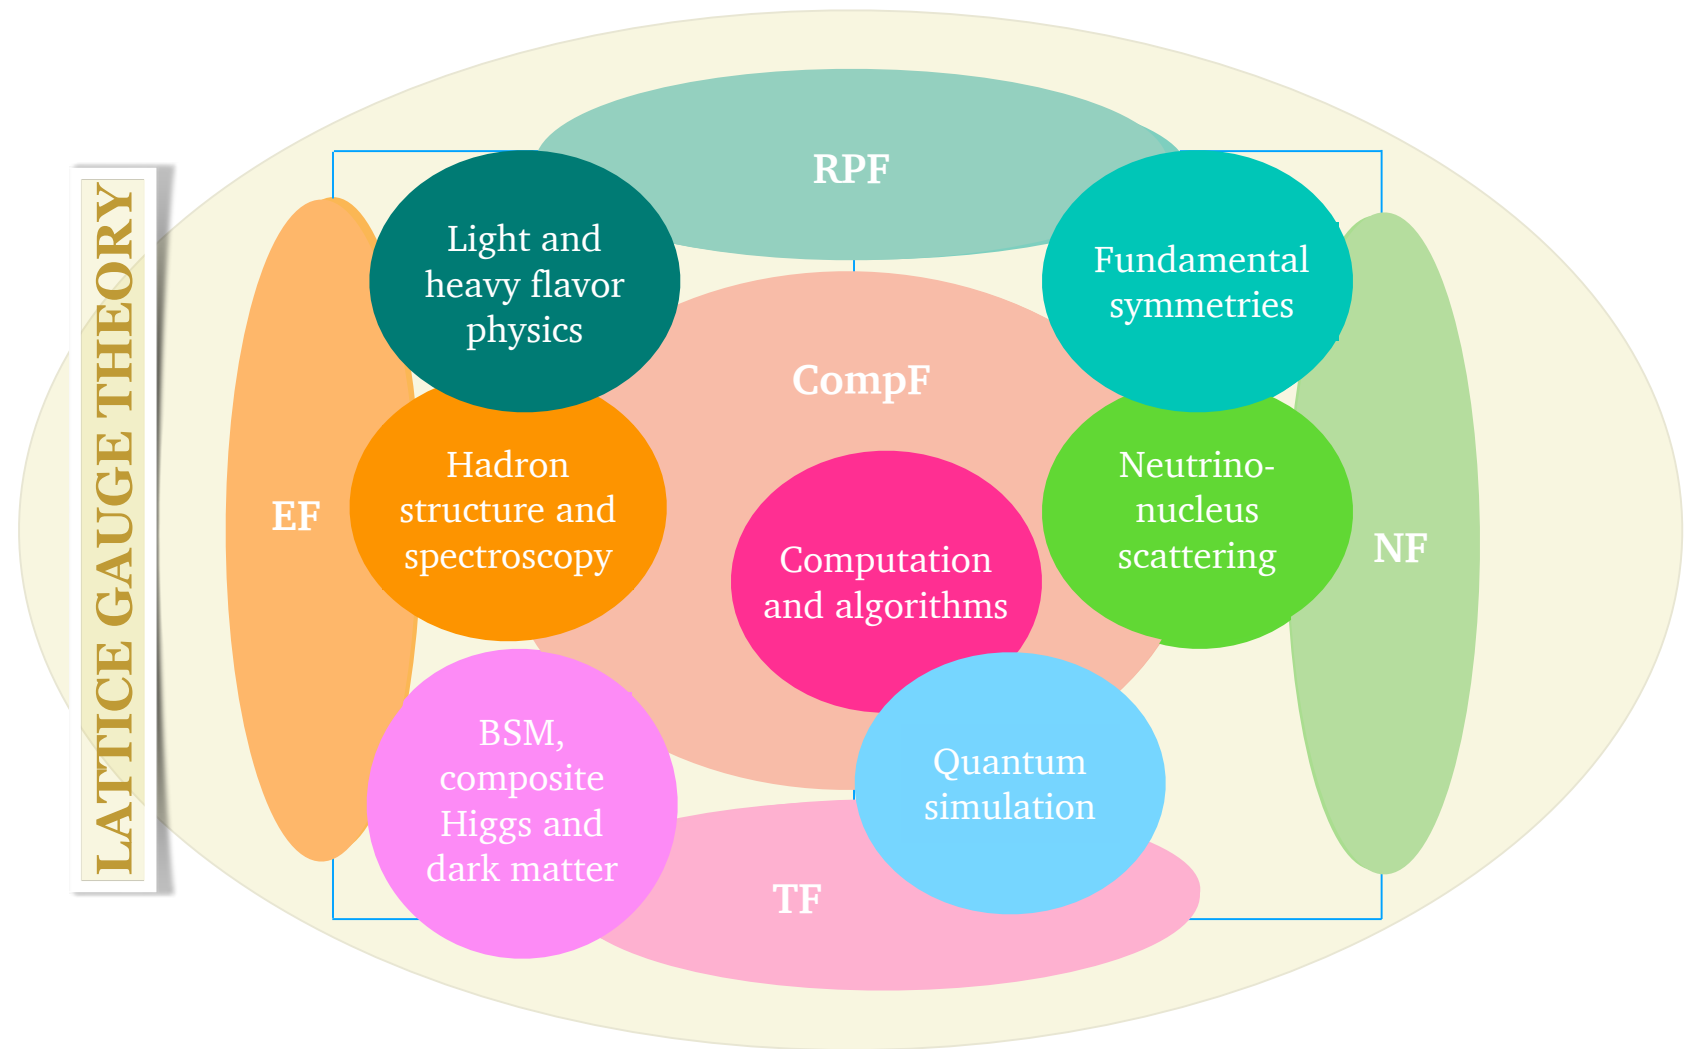 LATTICE GAUGE THEORY
RPF
Light and
heavy flavor
physics
Fundamental
symmetries
CompF
EF
Hadron
structure and
spectroscopy
Computation
and algorithms
Neutrino-
nucleus
scattering
NF
BSM,
composite
Higgs and
dark matter
Quantum
simulation
TF